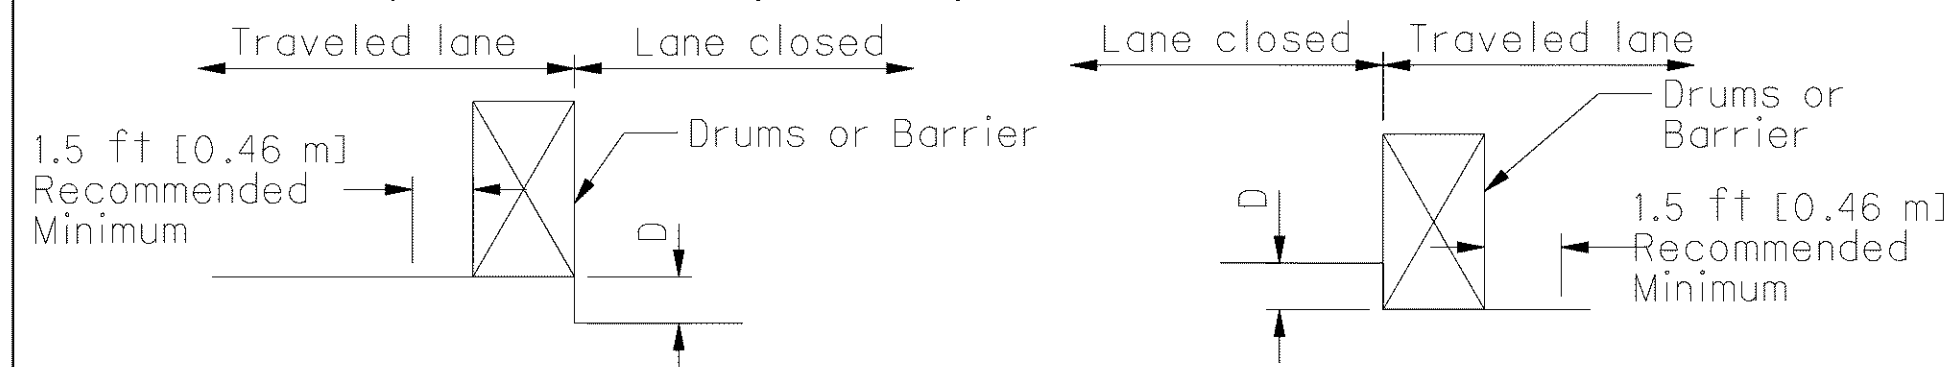 Traveled lane
Lane closed
1.5 ft [0.46 m]
Recommended
Minimum
Drums or Barrier
D
Lane closed
Traveled lane
Drums or
Barrier
D
1.5 ft [0.46 m]
Recommended
Minimum